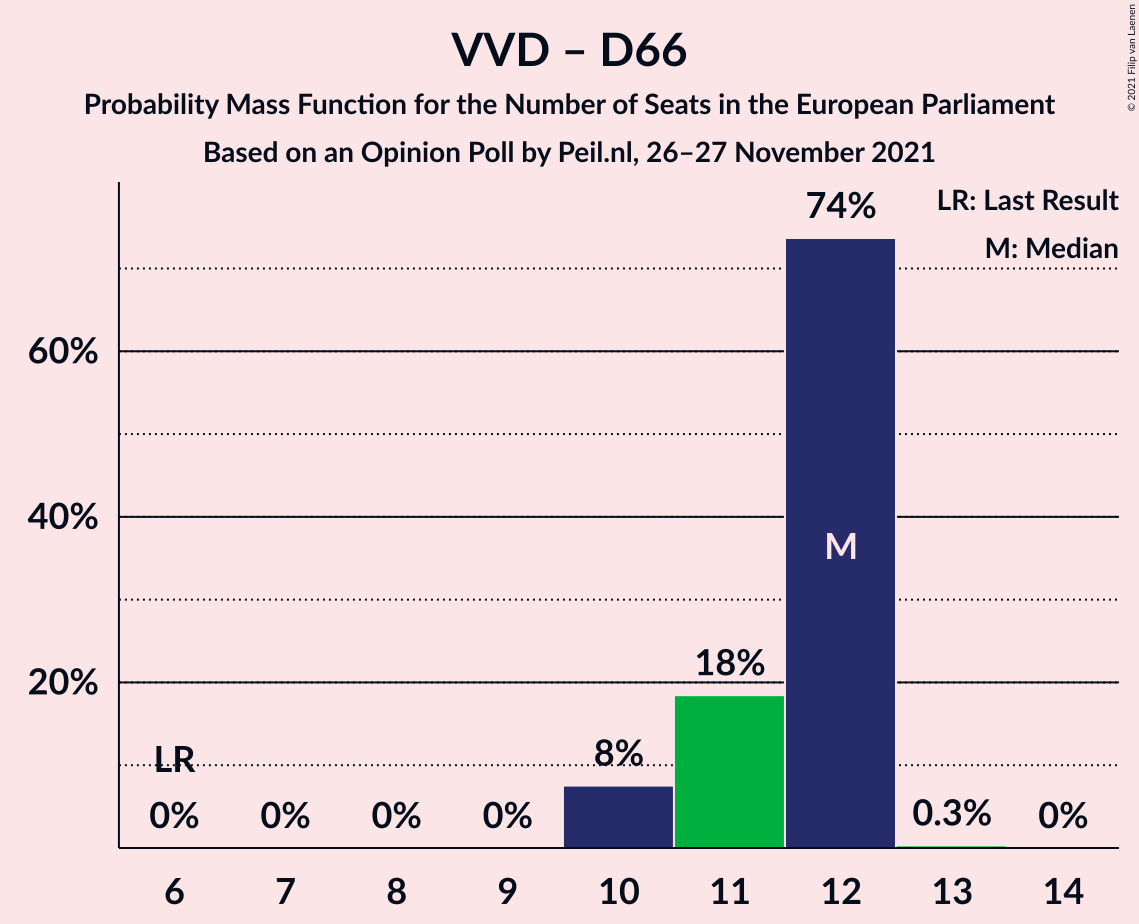 VVD – D66
Probability Mass Function for the Number of Seats in the European Parliament
Based on an Opinion Poll by Peil.nl, 26–27 November 2021
© 2021 Filip van Laenen
LR: Last Result
M: Median
74%
60%
40%
M
18%
20%
LR
8%
0% 0% 0% 0% 0.3% 0%
6 7 8 9 10 11 12 13 14